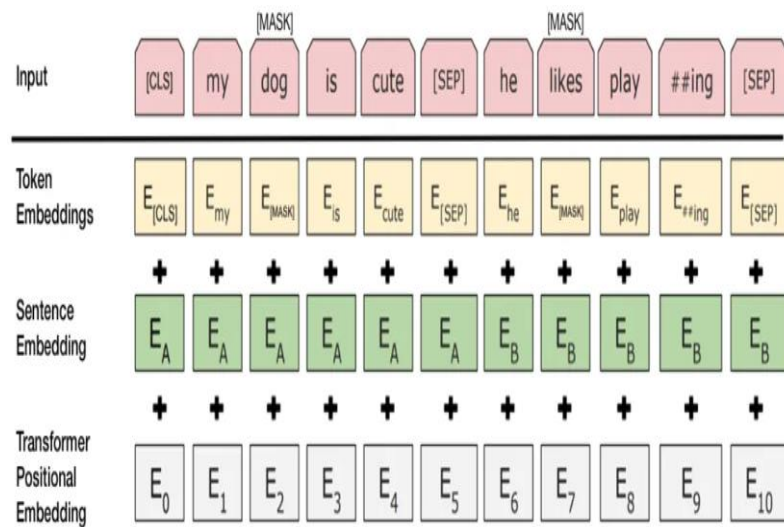 [MASK] [MASK]
Input [CLS] my dog is cute [SEP] he likes play ##ing [SEP]
Token
Embeddings
E[CLS] Emy E[MASK] Eis Ecute E[SEP] Ehe E[MASK] Eplay E##ing E[SEP]
+ + + + + + + + + + +
Sentence
Embedding
EA EA EA EA EA EA EB EB EB EB EB
+ + + + + + + + + + +
Transformer
Positional
Embedding
E0 E1 E2 E3 E4 E5 E6 E7 E8 E9 E10